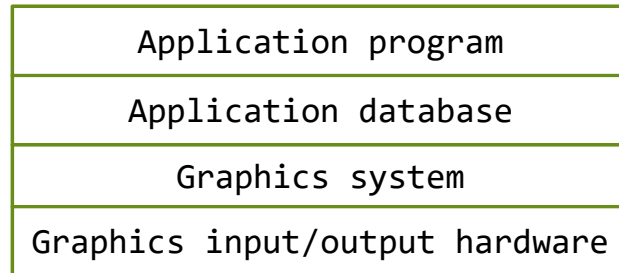 Application program
Application database
Graphics system
Graphics input/output hardware